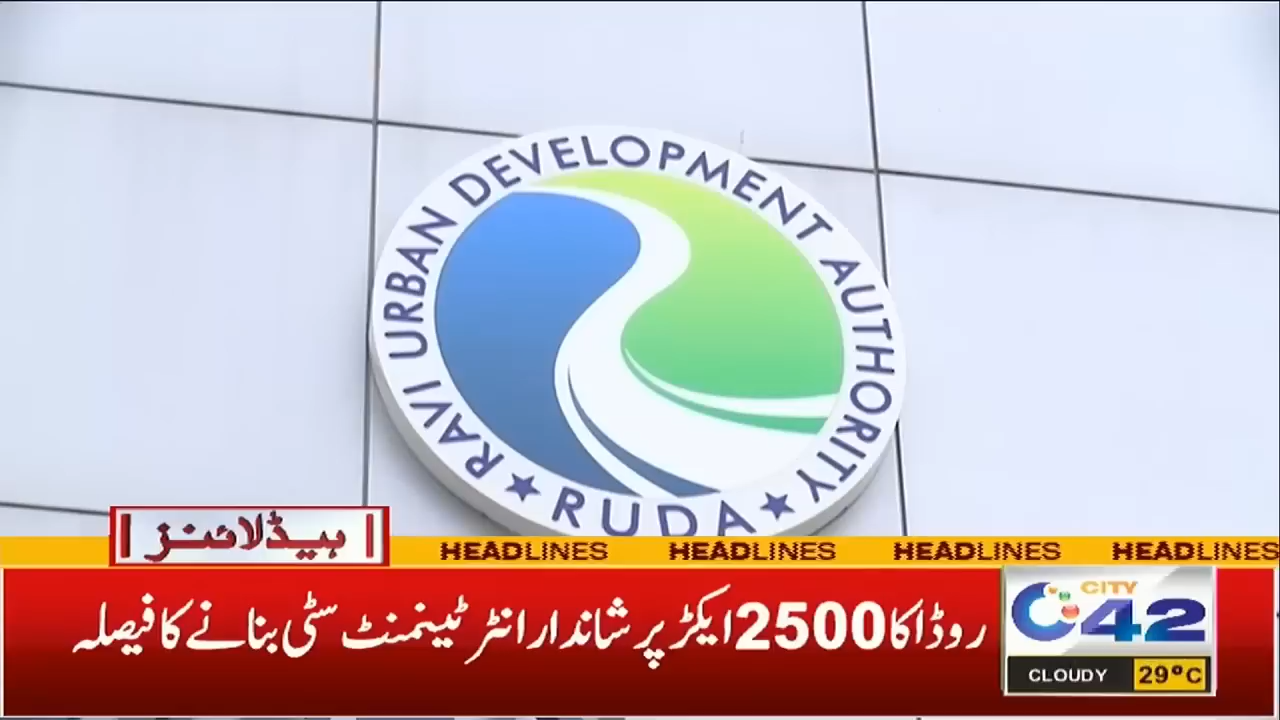 RAVI URBAN DEVELOPMENT AUTHORITY
RUDA
ہیڈلائنز
HEADLINES HEADLINES HEADLINES HEADLINES
روڈا کا 2500 ایکڑ پر شاندار انٹرٹینمنٹ سٹی بنانے کا فیصلہ
CITY
42
CLOUDY 29°C